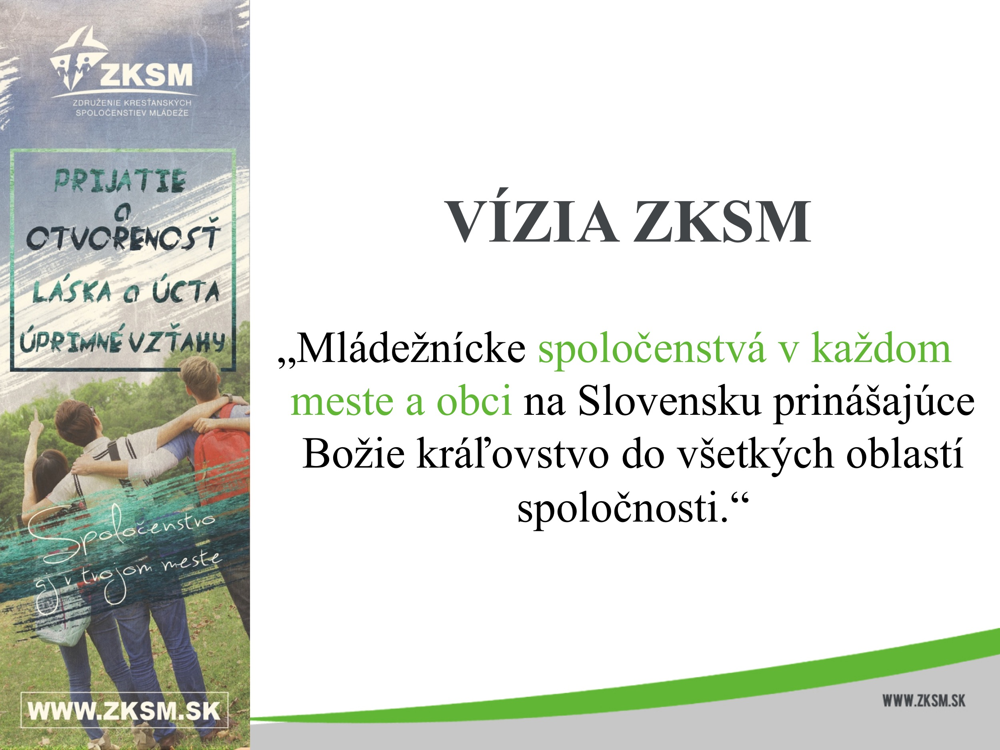 ZKSM
ZDRUŽENIE KRESŤANSKÝCH
SPOLOČENSTIEV MLÁDEŽE
PRIJATIE
a
OTVORENOSŤ
LÁSKA a ÚCTA
ÚPRIMNÉ VZŤAHY
Spoločenstvo
aj v tvojom meste
WWW.ZKSM.SK
VÍZIA ZKSM
„Mládežnícke spoločenstvá v každom
meste a obci na Slovensku prinášajúce
Božie kráľovstvo do všetkých oblastí
spoločnosti.“
WWW.ZKSM.SK